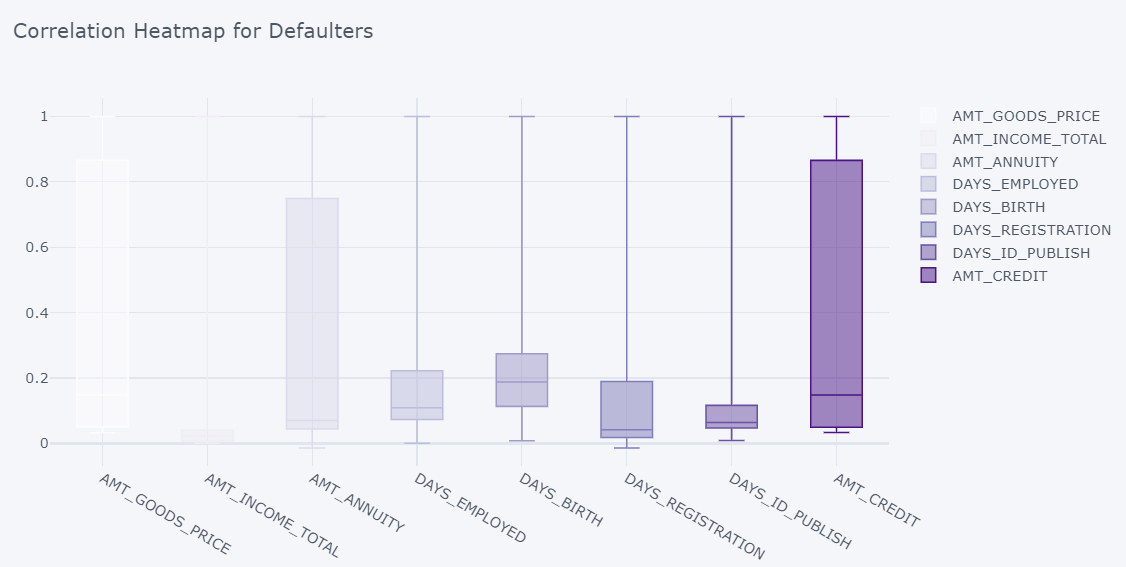 Correlation Heatmap for Defaulters
1
0.8
0.6
0.4
0.2
0
AMT_GOODS_PRICE
AMT_INCOME_TOTAL
AMT_ANNUITY
DAYS_EMPLOYED
DAYS_BIRTH
DAYS_REGISTRATION
DAYS_ID_PUBLISH
AMT_CREDIT
AMT_GOODS_PRICE
AMT_INCOME_TOTAL
AMT_ANNUITY
DAYS_EMPLOYED
DAYS_BIRTH
DAYS_REGISTRATION
DAYS_ID_PUBLISH
AMT_CREDIT